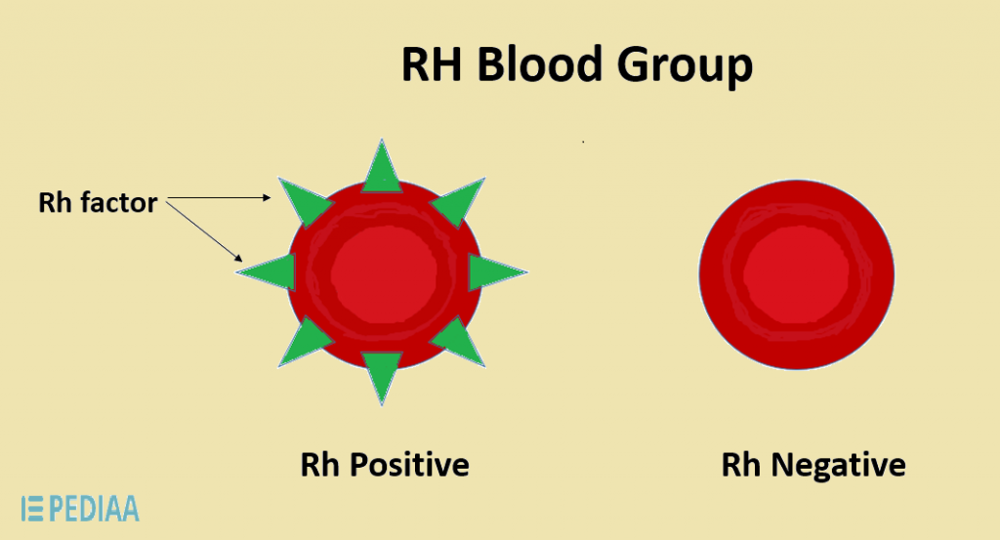 RH Blood Group
Rh factor
Rh Positive
Rh Negative
PEDIAA